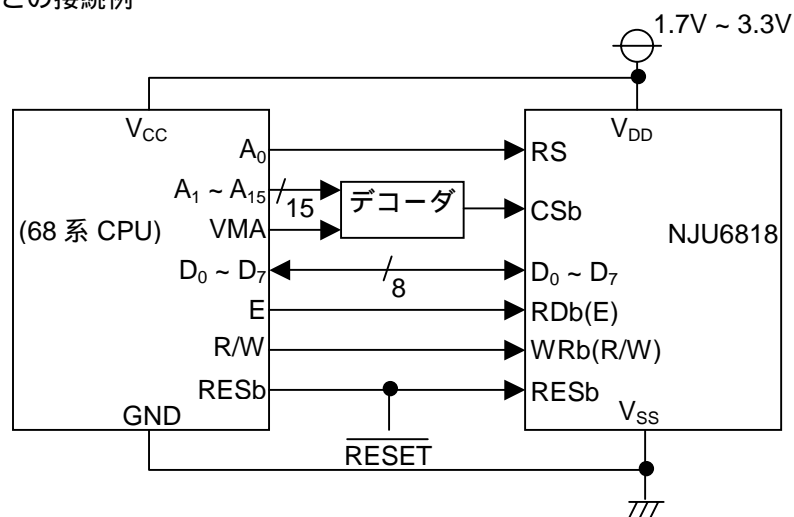 との接続例
1.7V ~ 3.3V
VCC
VDD
A0
RS
A1 ~ A15
15
デコーダ
CSb
(68 系 CPU)
VMA
NJU6818
D0 ~ D7
8
D0 ~ D7
E
RDb(E)
R/W
WRb(R/W)
RESb
RESb
GND
VSS
RESET